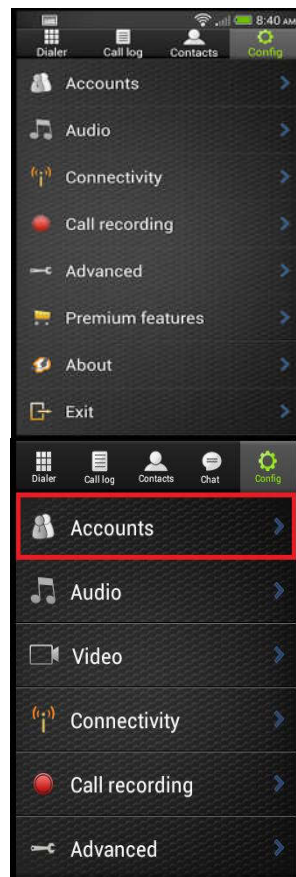 8:40 AM
Dialer Call log Contacts Config
Accounts
Audio
Connectivity
Call recording
Advanced
Premium features
About
Exit
Dialer Call log Contacts Chat Config
Accounts
Audio
Video
Connectivity
Call recording
Advanced